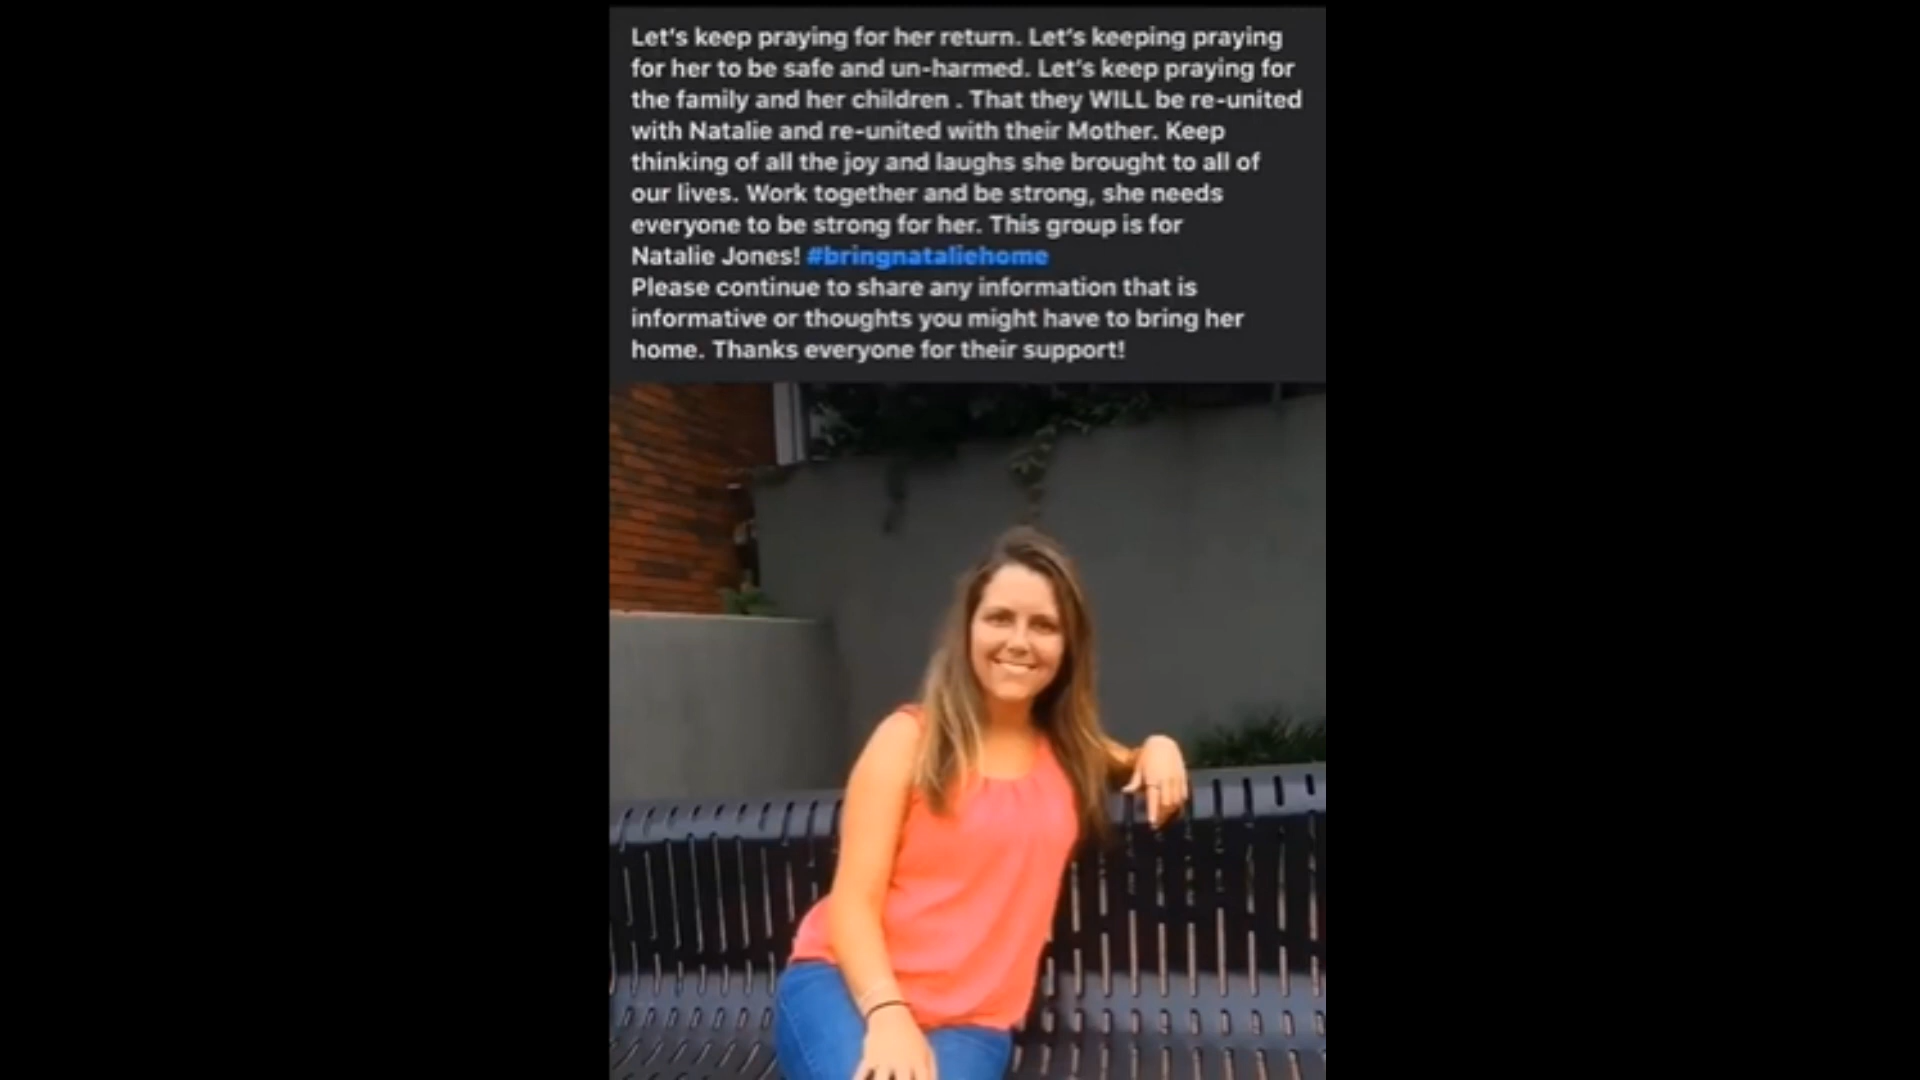 Let's keep praying for her return. Let's keeping praying
for her to be safe and un-harmed. Let's keep praying for
the family and her children . That they WILL be re-united
with Natalie and re-united with their Mother. Keep
thinking of all the joy and laughs she brought to all of
our lives. Work together and be strong, she needs
everyone to be strong for her. This group is for
Natalie Jones! #bringnataliehome
Please continue to share any information that is
informative or thoughts you might have to bring her
home. Thanks everyone for their support!